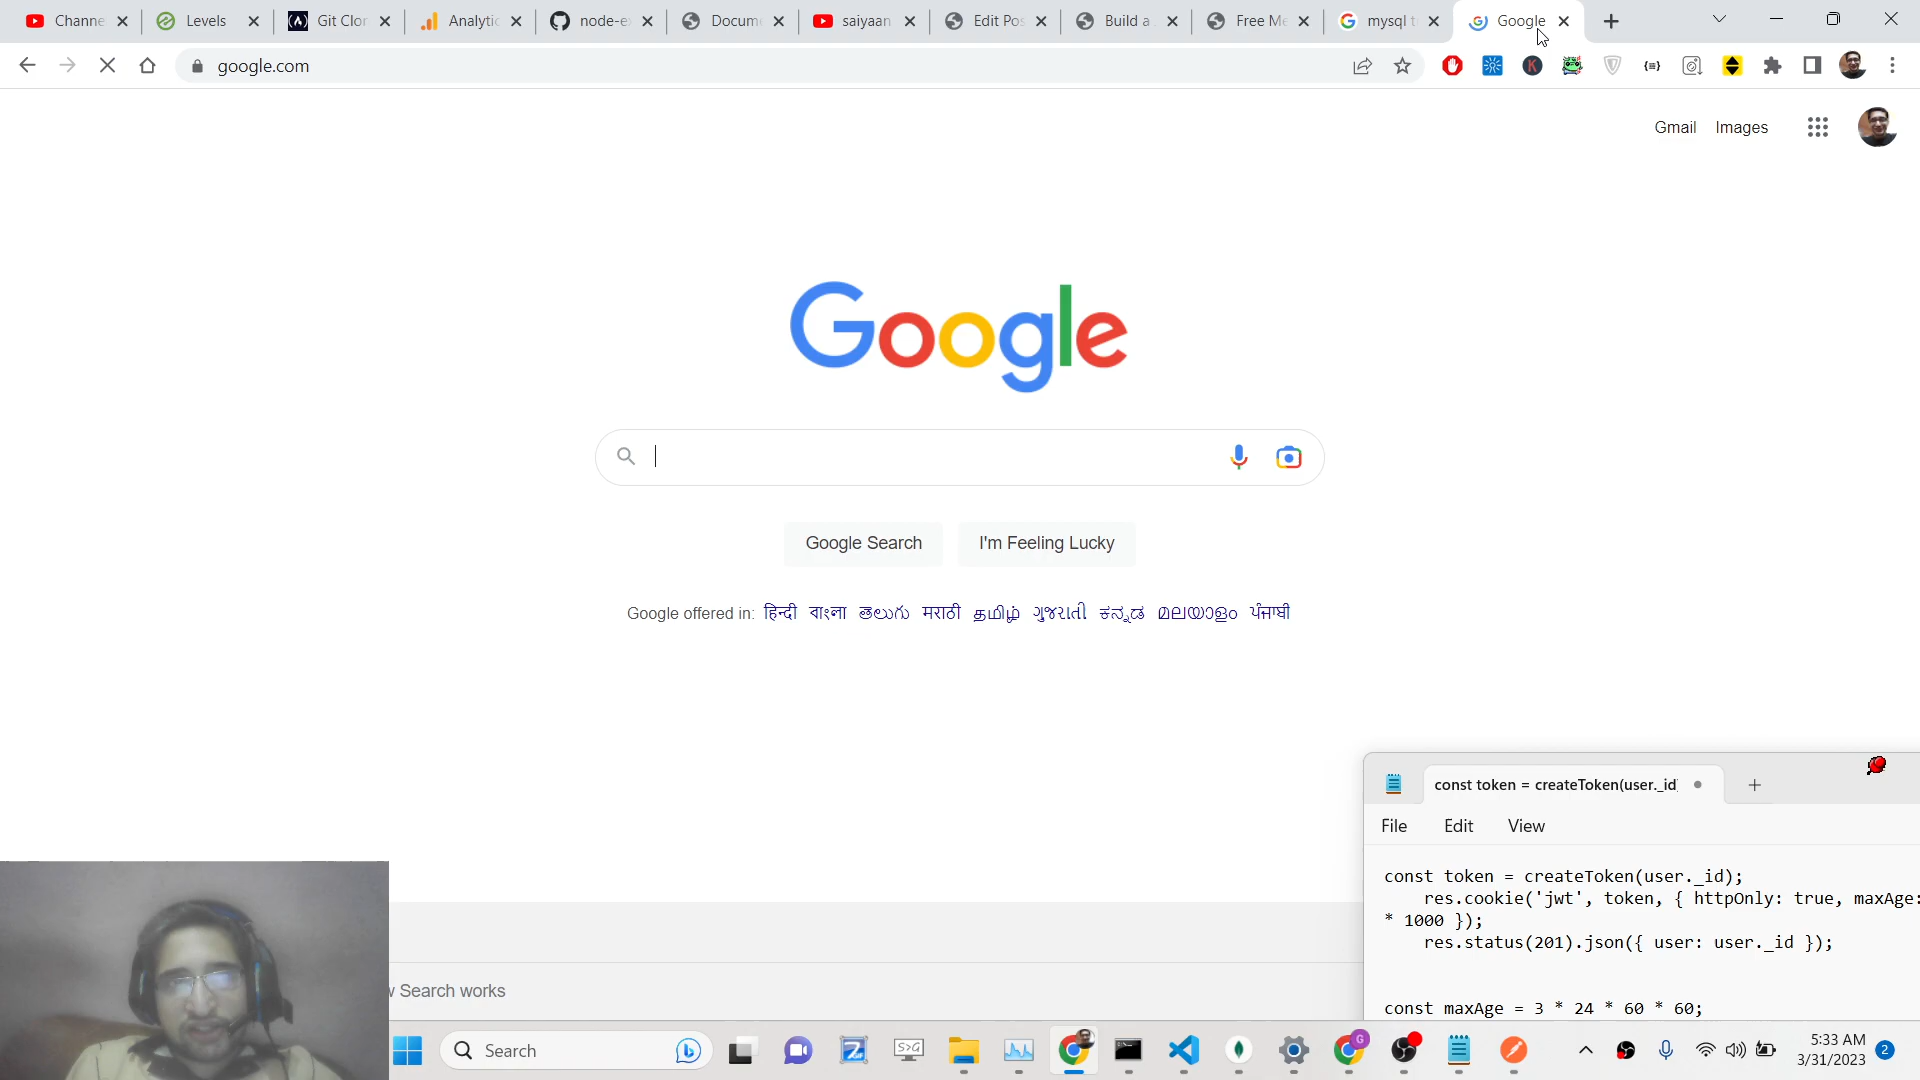 Channe
Levels
Git Clon
Analytic
node-e
Docume
saiyaan
Edit Pos
Build a
Free Me
mysql t
Google
google.com
Gmail
Images
Google
Google Search
I'm Feeling Lucky
Google offered in: हिन्दी বাংলা తెలుగు मराठी தமிழ் ગુજરાતી ಕನ್ನಡ മലയാളം ਪੰਜਾਬੀ
const token = createToken(user._id)
File
Edit
View
const token = createToken(user._id);
res.cookie('jwt', token, { httpOnly: true, maxAge:
* 1000 });
res.status(201).json({ user: user._id });
const maxAge = 3 * 24 * 60 * 60;
Search works
Search
5:33 AM
3/31/2023
2